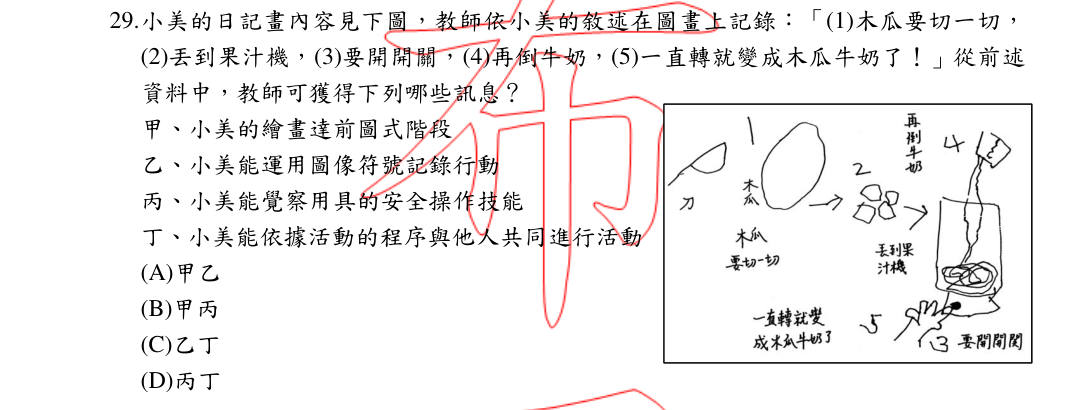 29.小美的日記畫內容見下圖，教師依小美的敘述在圖畫上記錄：「(1)木瓜要切一切，
(2)丟到果汁機，(3)要開開關，(4)再倒牛奶，(5)一直轉就變成木瓜牛奶了！」從前述
資料中，教師可獲得下列哪些訊息？
甲、小美的繪畫達前圖式階段
乙、小美能運用圖像符號記錄行動
丙、小美能覺察用具的安全操作技能
丁、小美能依據活動的程序與他人共同進行活動
(A)甲乙
(B)甲丙
(C)乙丁
(D)丙丁
1
刀
木瓜
木瓜
要切一切
2
丟到果
汁機
再倒牛奶
4
3 要開開関
5
一直轉就變
成木瓜牛奶了
布